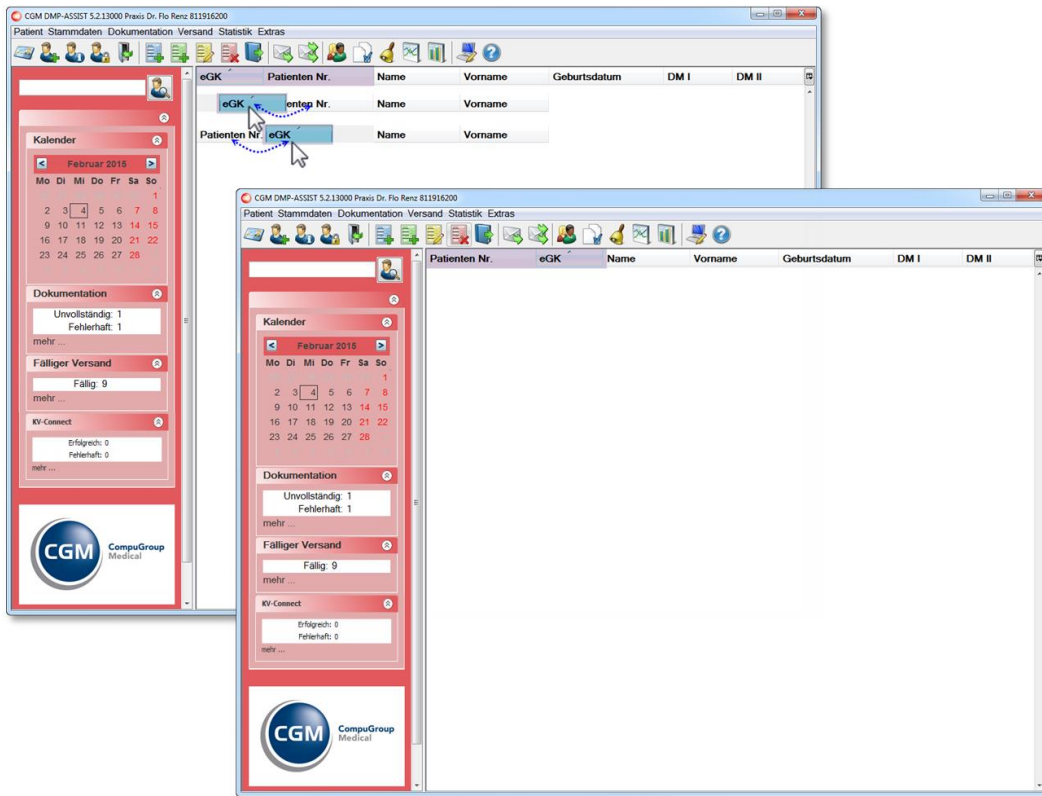 CGM DMP-ASSIST 5.2.13000 Praxis Dr. Flo Renz 811916200
Patient Stammdaten Dokumentation Versand Statistik Extras
eGK Patienten Nr. Name Vorname Geburtsdatum DM I DM II
eGK enten Nr. Name Vorname
Patienten Nr. eGK Name Vorname
Kalender
Februar 2015
Mo Di Mi Do Fr Sa So
1
2 3 4 5 6 7 8
9 10 11 12 13 14 15
16 17 18 19 20 21 22
23 24 25 26 27 28
Dokumentation
Unvollständig: 1
Fehlerhaft: 1
mehr ...
Fälliger Versand
Fällig: 9
mehr ...
KV-Connect
Erfolgreich: 0
Fehlerhaft: 0
mehr ...
CGM CompuGroup
Medical
CGM DMP-ASSIST 5.2.13000 Praxis Dr. Flo Renz 811916200
Patient Stammdaten Dokumentation Versand Statistik Extras
Patienten Nr. eGK Name Vorname Geburtsdatum DM I DM II
Kalender
Februar 2015
Mo Di Mi Do Fr Sa So
1
2 3 4 5 6 7 8
9 10 11 12 13 14 15
16 17 18 19 20 21 22
23 24 25 26 27 28
Dokumentation
Unvollständig: 1
Fehlerhaft: 1
mehr ...
Fälliger Versand
Fällig: 9
mehr ...
KV-Connect
Erfolgreich: 0
Fehlerhaft: 0
mehr ...
CGM CompuGroup
Medical